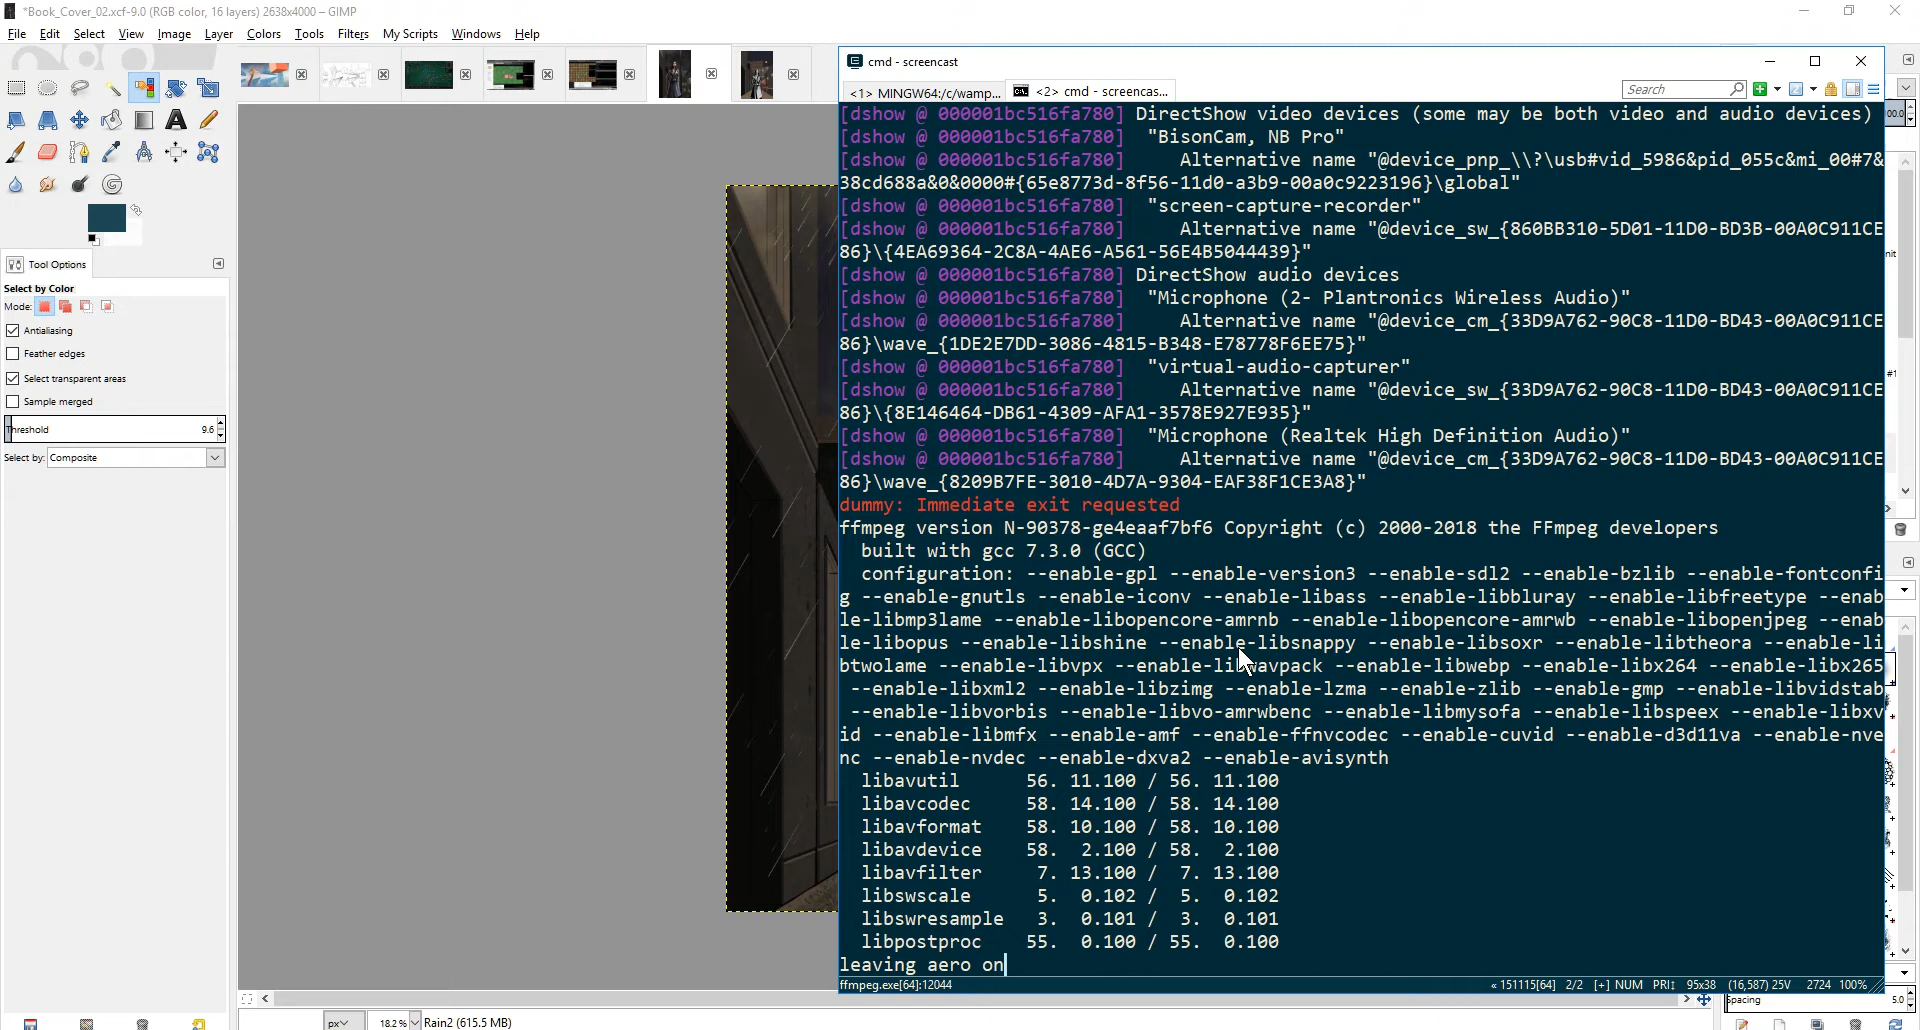 *Book_Cover_02.xcf-9.0 (RGB color, 16 layers) 2638x4000 – GIMP
File Edit Select View Image Layer Colors Tools Filters My Scripts Windows Help
cmd - screencast
<1> MINGW64:/c/wamp... <2> cmd - screencas... Search
[dshow @ 000001bc516fa780] DirectShow video devices (some may be both video and audio devices)
[dshow @ 000001bc516fa780]  "BisonCam, NB Pro"
[dshow @ 000001bc516fa780]     Alternative name "@device_pnp_\\?\usb#vid_5986&pid_055c&mi_00#7&
38cd688a&0&0000#{65e8773d-8f56-11d0-a3b9-00a0c9223196}\global"
[dshow @ 000001bc516fa780]  "screen-capture-recorder"
[dshow @ 000001bc516fa780]     Alternative name "@device_sw_{860BB310-5D01-11D0-BD3B-00A0C911CE
86}\{4EA69364-2C8A-4AE6-A561-56E4B5044439}"
[dshow @ 000001bc516fa780] DirectShow audio devices
[dshow @ 000001bc516fa780]  "Microphone (2- Plantronics Wireless Audio)"
[dshow @ 000001bc516fa780]     Alternative name "@device_cm_{33D9A762-90C8-11D0-BD43-00A0C911CE
86}\wave_{1DE2E7DD-3086-4815-B348-E78778F6EE75}"
[dshow @ 000001bc516fa780]  "virtual-audio-capturer"
[dshow @ 000001bc516fa780]     Alternative name "@device_sw_{33D9A762-90C8-11D0-BD43-00A0C911CE
86}\{8E146464-DB61-4309-AFA1-3578E927E935}"
[dshow @ 000001bc516fa780]  "Microphone (Realtek High Definition Audio)"
[dshow @ 000001bc516fa780]     Alternative name "@device_cm_{33D9A762-90C8-11D0-BD43-00A0C911CE
86}\wave_{8209B7FE-3010-4D7A-9304-EAF38F1CE3A8}"
dummy: Immediate exit requested
ffmpeg version N-90378-ge4eaaf7bf6 Copyright (c) 2000-2018 the FFmpeg developers
built with gcc 7.3.0 (GCC)
configuration: --enable-gpl --enable-version3 --enable-sdl2 --enable-bzlib --enable-fontconfi
g --enable-gnutls --enable-iconv --enable-libass --enable-libbluray --enable-libfreetype --enab
le-libmp3lame --enable-libopencore-amrnb --enable-libopencore-amrwb --enable-libopenjpeg --enab
le-libopus --enable-libshine --enable-libsnappy --enable-libsoxr --enable-libtheora --enable-li
btwolame --enable-libvpx --enable-libwavpack --enable-libwebp --enable-libx264 --enable-libx265
--enable-libxml2 --enable-libzimg --enable-lzma --enable-zlib --enable-gmp --enable-libvidstab
--enable-libvorbis --enable-libvo-amrwbenc --enable-libmysofa --enable-libspeex --enable-libxv
id --enable-libmfx --enable-amf --enable-ffnvcodec --enable-cuvid --enable-d3d11va --enable-nve
nc --enable-nvdec --enable-dxva2 --enable-avisynth
libavutil      56. 11.100 / 56. 11.100
libavcodec     58. 14.100 / 58. 14.100
libavformat    58. 10.100 / 58. 10.100
libavdevice    58.  2.100 / 58.  2.100
libavfilter     7. 13.100 /  7. 13.100
libswscale      5.  0.102 /  5.  0.102
libswresample   3.  0.101 /  3.  0.101
libpostproc    55.  0.100 / 55.  0.100
leaving aero on
ffmpeg.exe[64]:12044 « 151115[64] 2/2 [+] NUM PRI↕ 95x38 (16,587) 25V 2724 100%
Tool Options
Select by Color
Mode:
Antialiasing
Feather edges
Select transparent areas
Sample merged
Threshold 9.6
Select by: Composite
00.0
#1
Spacing 5.0
px 18.2 % Rain2 (615.5 MB)